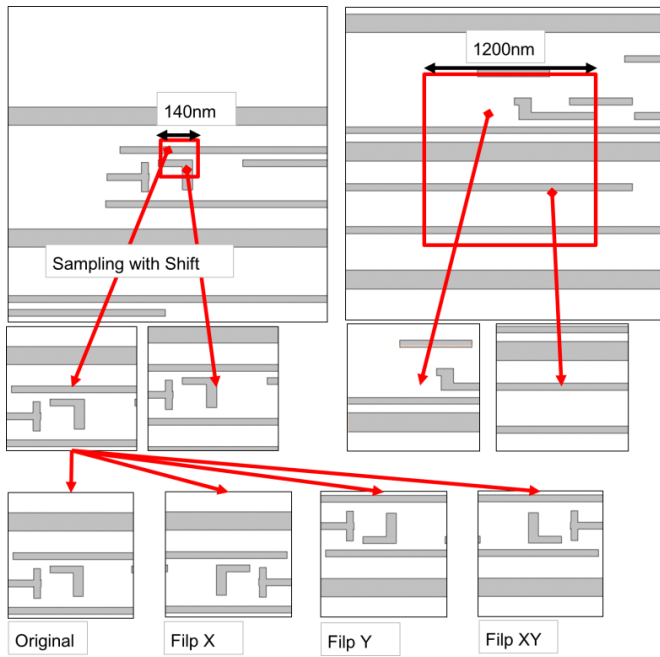 1200nm
140nm
Sampling with Shift
Original
Filp X
Filp Y
Filp XY